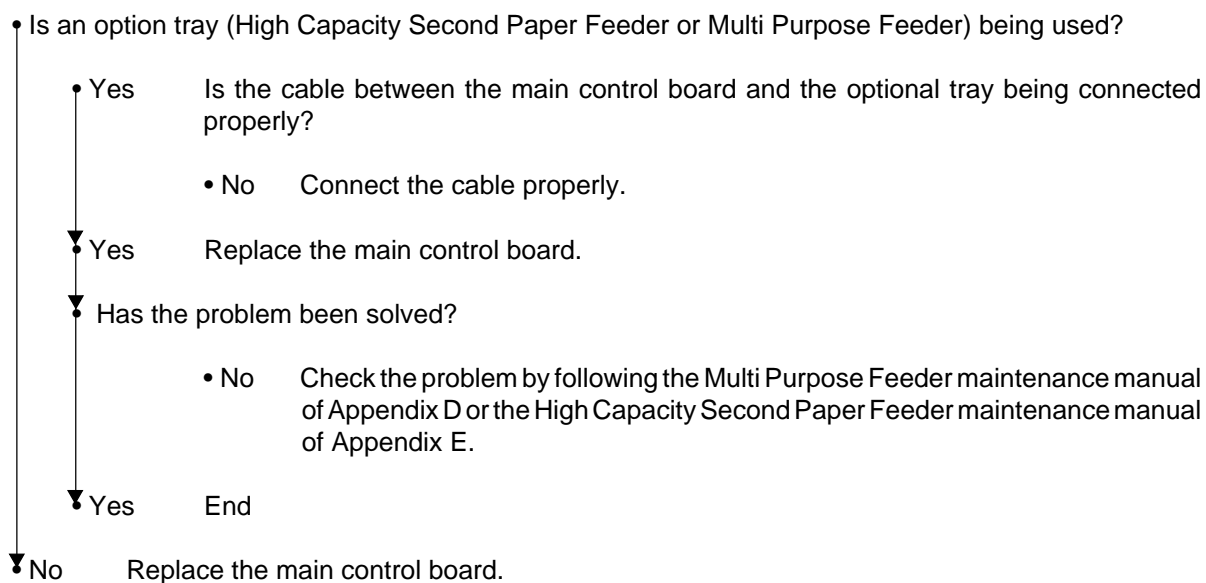 • Is an option tray (High Capacity Second Paper Feeder or Multi Purpose Feeder) being used?
• Yes Is the cable between the main control board and the optional tray being connected
properly?
• No Connect the cable properly.
• Yes Replace the main control board.
• Has the problem been solved?
• No Check the problem by following the Multi Purpose Feeder maintenance manual
of Appendix D or the High Capacity Second Paper Feeder maintenance manual
of Appendix E.
• Yes End
• No Replace the main control board.